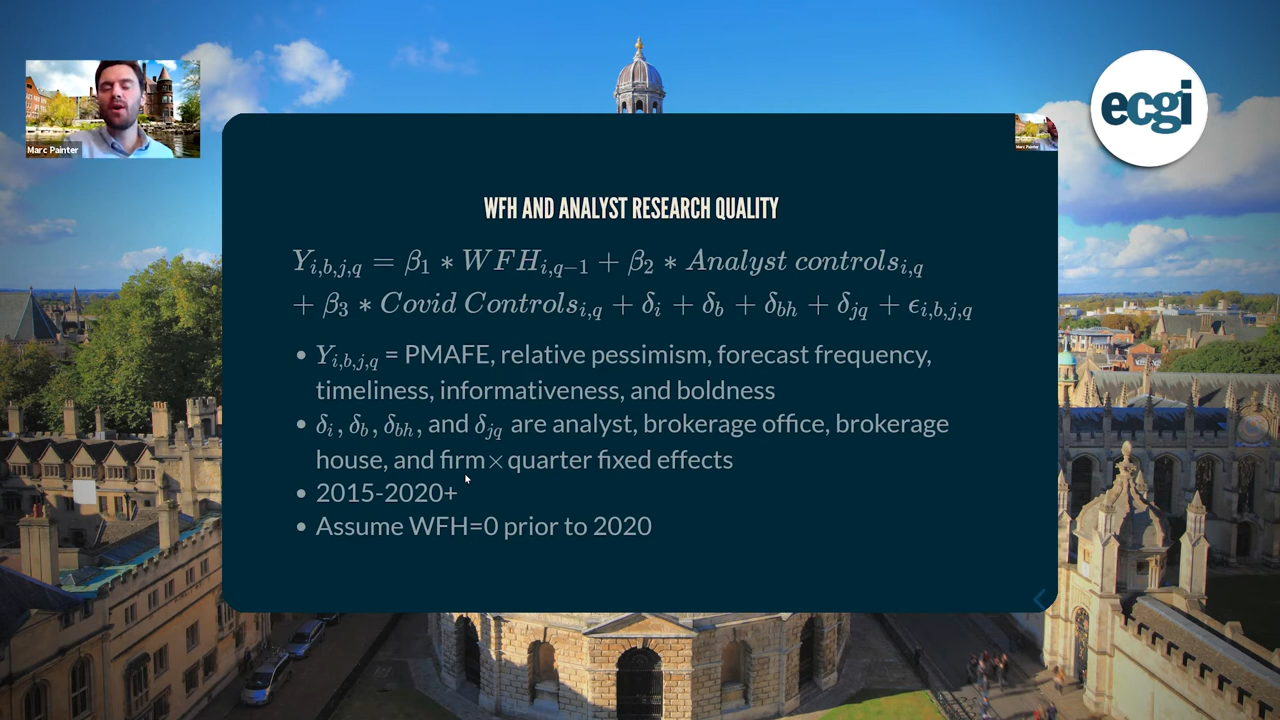 ecgi
Marc Painter
Marc Painter
WFH AND ANALYST RESEARCH QUALITY
Y_{i,b,j,q} = β_1 * WFH_{i,q−1} + β_2 * Analyst controls_{i,q}
+ β_3 * Covid Controls_{i,q} + δ_i + δ_b + δ_{bh} + δ_{jq} + ϵ_{i,b,j,q}
• Y_{i,b,j,q} = PMAFE, relative pessimism, forecast frequency,
timeliness, informativeness, and boldness
• δ_i, δ_b, δ_{bh}, and δ_{jq} are analyst, brokerage office, brokerage
house, and firm×quarter fixed effects
• 2015-2020+
• Assume WFH=0 prior to 2020